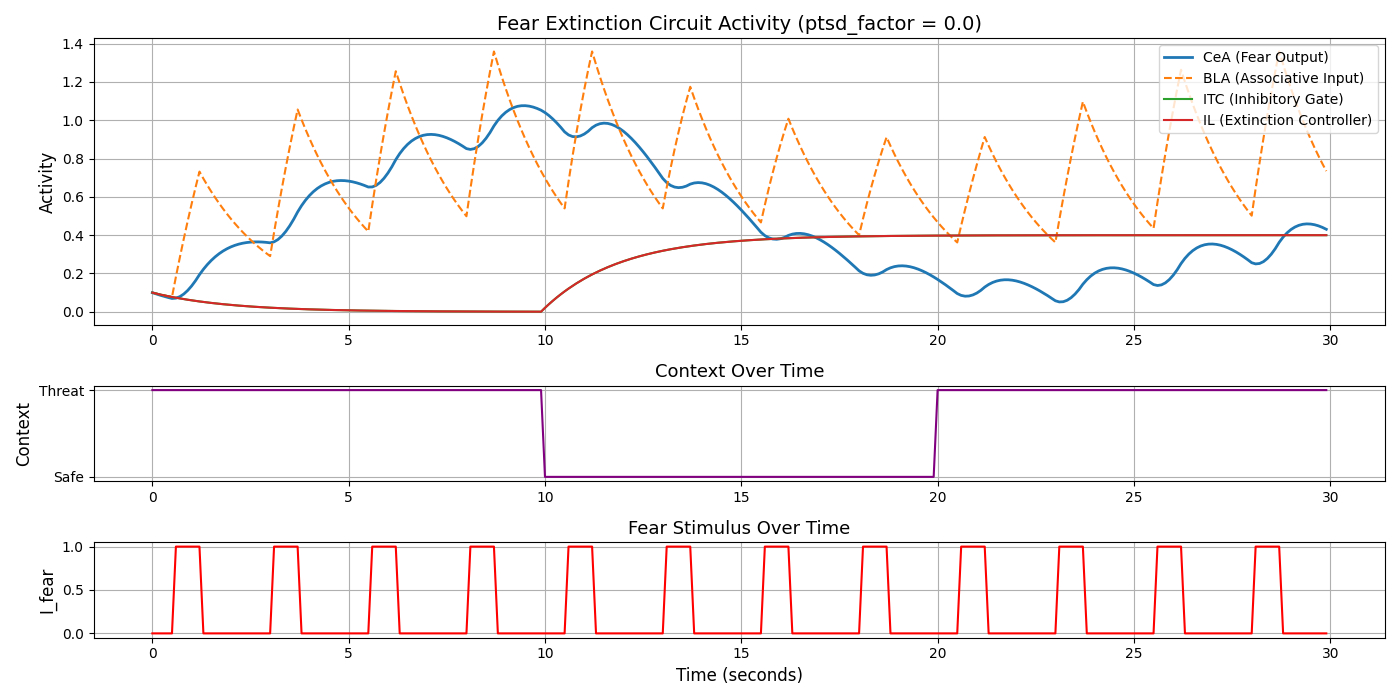 Fear Extinction Circuit Activity (ptsd_factor = 0.0)
Activity
1.4
1.2
1.0
0.8
0.6
0.4
0.2
0.0
CeA (Fear Output)
BLA (Associative Input)
ITC (Inhibitory Gate)
IL (Extinction Controller)
0 5 10 15 20 25 30
Context Over Time
Context
Threat
Safe
0 5 10 15 20 25 30
Fear Stimulus Over Time
I_fear
1.0
0.5
0.0
0 5 10 15 20 25 30
Time (seconds)